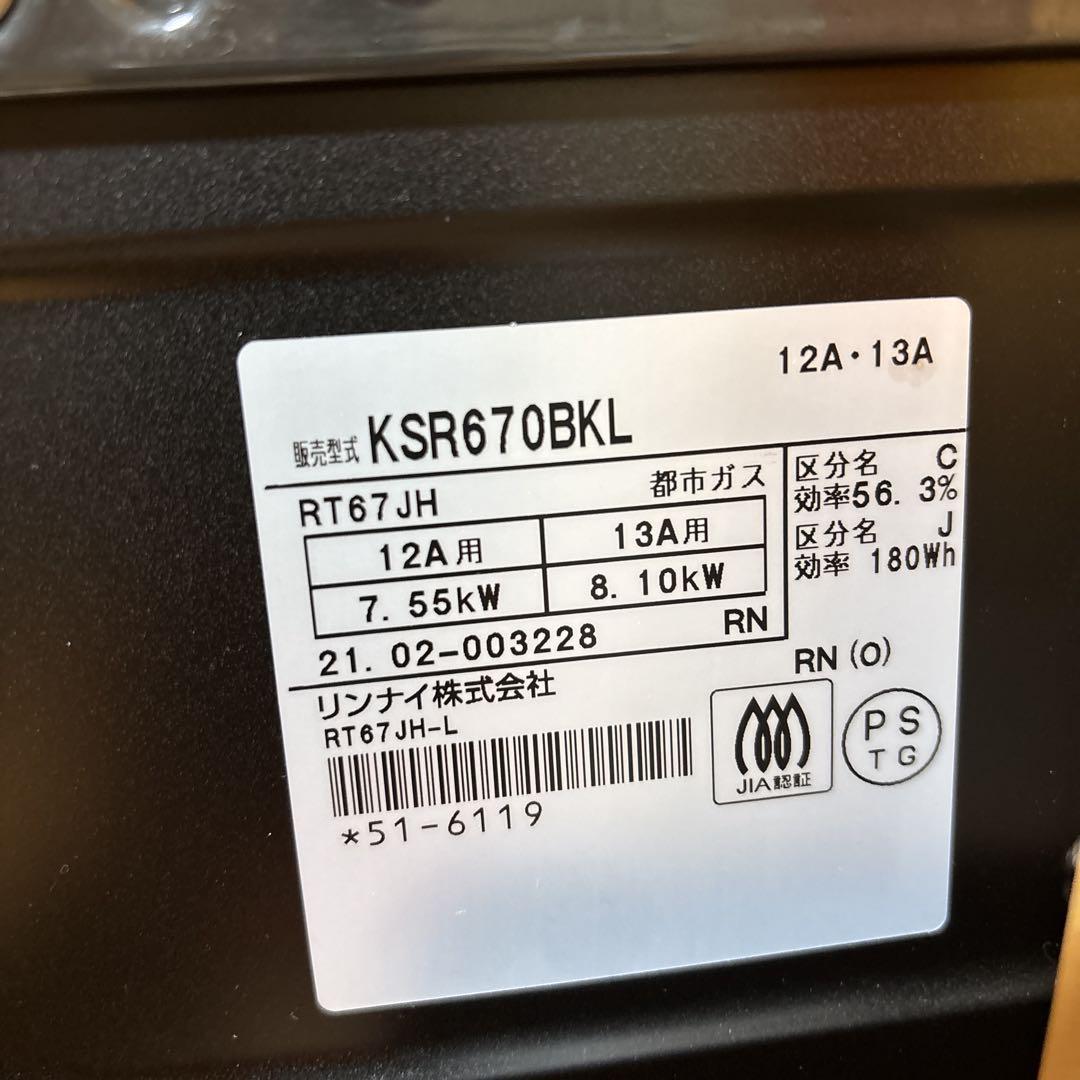 12A・13A
販売型式 KSR670BKL
RT67JH 都市ガス
12A用 13A用
7.55kW 8.10kW
21.02-003228 RN
区分名 C
効率56.3%
区分名 J
効率 180Wh
リンナイ株式会社
RN(O)
RT67JH-L
*51-6119
JIA認証
PS
TG